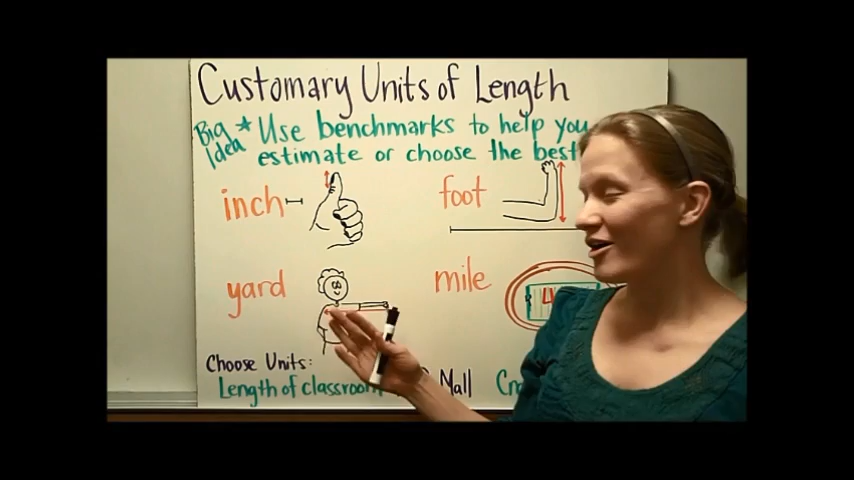 Customary Units of Length
Big Idea * Use benchmarks to help you
estimate or choose the best
inch
foot
yard
mile
Choose Units:
Length of classroom
Mall